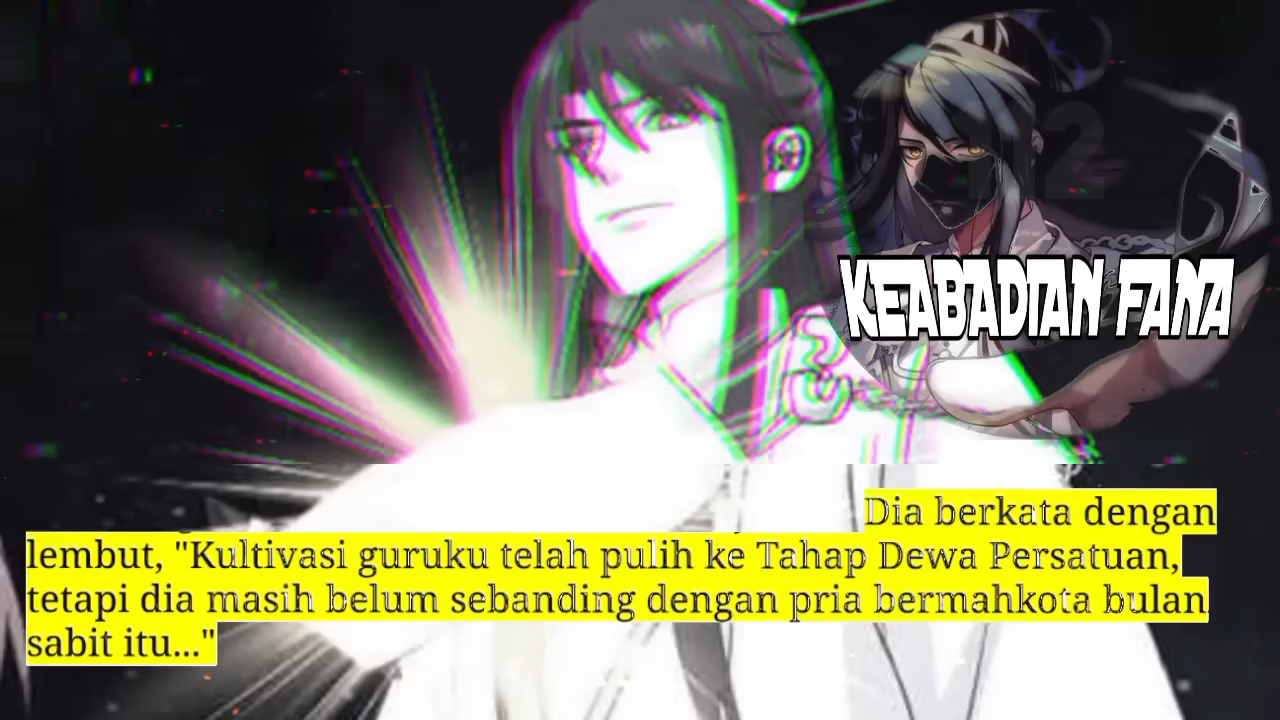 KEABADIAN FANA
Dia berkata dengan
lembut, "Kultivasi guruku telah pulih ke Tahap Dewa Persatuan,
tetapi dia masih belum sebanding dengan pria bermahkota bulan
sabit itu..."